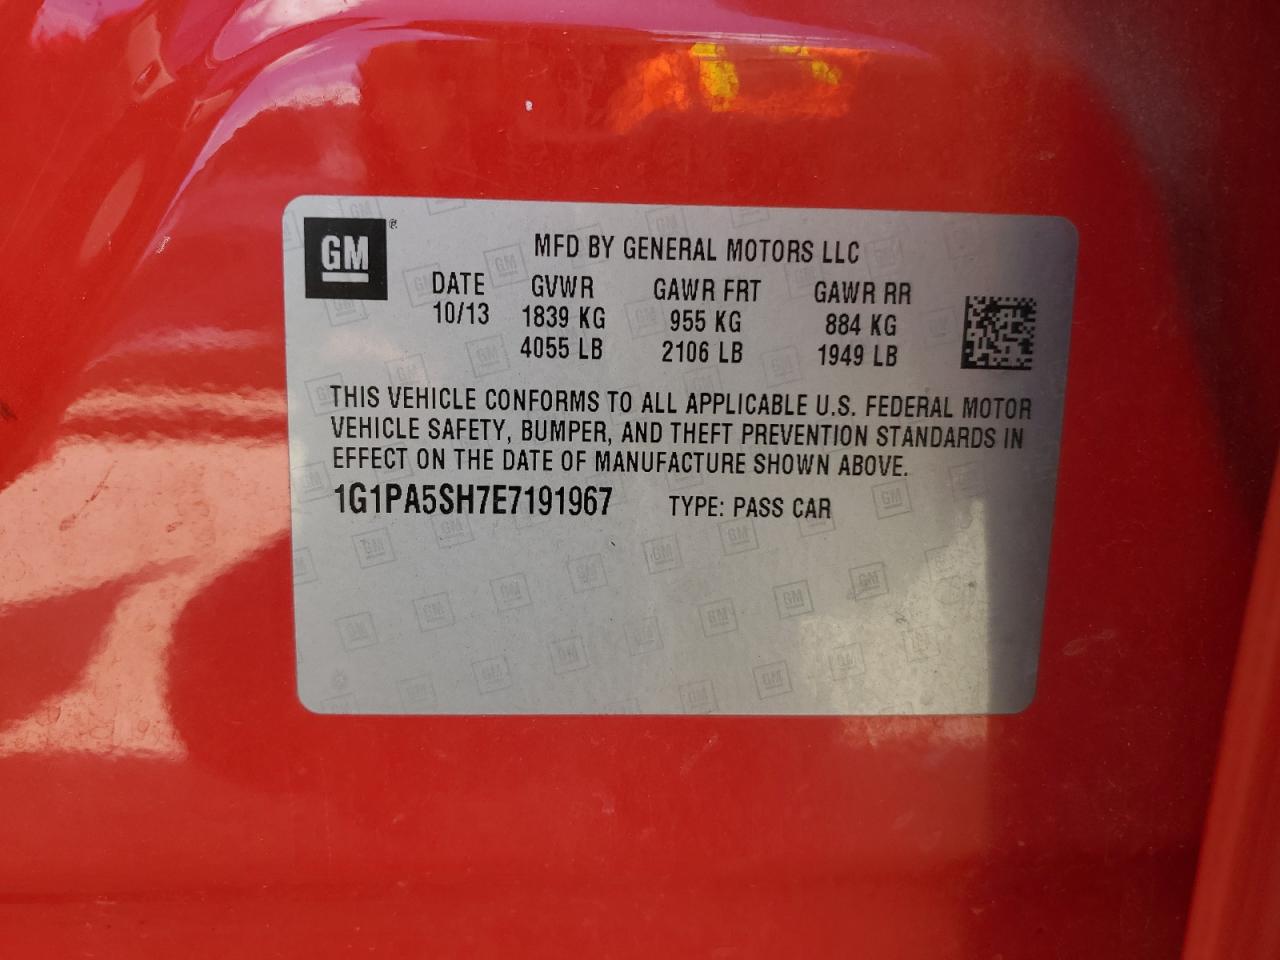 GM ®
MFD BY GENERAL MOTORS LLC
DATE GVWR GAWR FRT GAWR RR
10/13 1839 KG 955 KG 884 KG
4055 LB 2106 LB 1949 LB
THIS VEHICLE CONFORMS TO ALL APPLICABLE U.S. FEDERAL MOTOR
VEHICLE SAFETY, BUMPER, AND THEFT PREVENTION STANDARDS IN
EFFECT ON THE DATE OF MANUFACTURE SHOWN ABOVE.
1G1PA5SH7E7191967 TYPE: PASS CAR